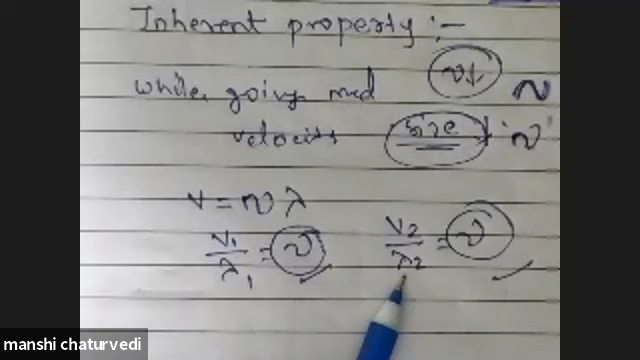 Inherent property :-
while going med
velocity
V = ν λ
V₁/λ₁ = ν V₂/λ₂ = ν
manshi chaturvedi